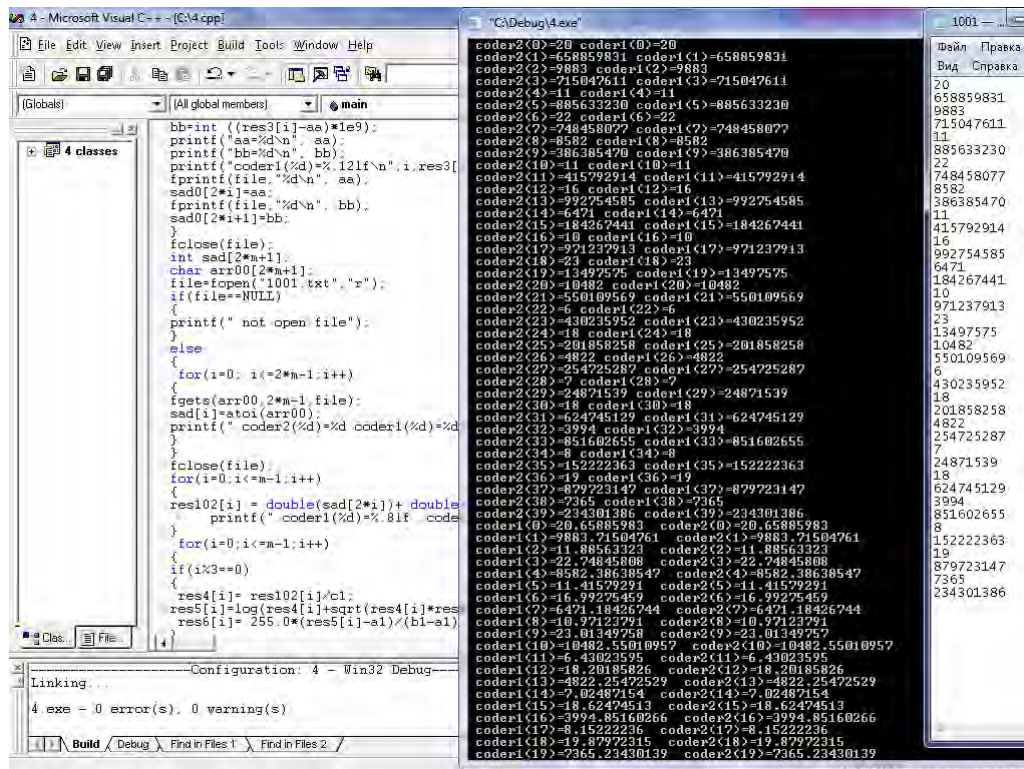 4 - Microsoft Visual C++ - [C:\4.cpp]
File Edit View Insert Project Build Tools Window Help
(Globals)
(All global members)
main
4 classes
bb=int ((res3[i]-aa)*1e9);
printf("aa=%d\n", aa);
printf("bb=%d\n", bb);
printf("coder1(%d)=%.12lf\n",i,res3[
fprintf(file,"%d\n", aa);
sad0[2*i]=aa;
fprintf(file,"%d\n", bb);
sad0[2*i+1]=bb;
}
fclose(file);
int sad[2*m+1];
char arr00[2*m+1];
file=fopen("1001.txt","r");
if(file==NULL)
{
printf(" not open file");
}
else
{
for(i=0; i<=2*m-1;i++)
{
fgets(arr00,2*m-1,file);
sad[i]=atoi(arr00);
printf(" coder2(%d)=%d coder1(%d)=%d
}
fclose(file);
for(i=0;i<=m-1;i++)
{
res102[i] = double(sad[2*i])+ double
printf(" coder1(%d)=%.8lf code
}
for(i=0;i<=m-1;i++)
{
if(i%3==0)
{
res4[i]= res102[i]/c1;
res5[i]=log(res4[i]+sqrt(res4[i]*res
res6[i]= 255.0*(res5[i]-a1)/(b1-a1)
}
Clas... File...
--------------------Configuration: 4 - Win32 Debug--
Linking...
4.exe - 0 error(s), 0 warning(s)
Build Debug Find in Files 1 Find in Files 2
"C:\Debug\4.exe"
coder2(0)=20 coder1(0)=20
coder2(1)=658859831 coder1(1)=658859831
coder2(2)=9883 coder1(2)=9883
coder2(3)=715047611 coder1(3)=715047611
coder2(4)=11 coder1(4)=11
coder2(5)=885633230 coder1(5)=885633230
coder2(6)=22 coder1(6)=22
coder2(7)=748458077 coder1(7)=748458077
coder2(8)=8582 coder1(8)=8582
coder2(9)=386385470 coder1(9)=386385470
coder2(10)=11 coder1(10)=11
coder2(11)=415792914 coder1(11)=415792914
coder2(12)=16 coder1(12)=16
coder2(13)=992754585 coder1(13)=992754585
coder2(14)=6471 coder1(14)=6471
coder2(15)=184267441 coder1(15)=184267441
coder2(16)=10 coder1(16)=10
coder2(17)=971237913 coder1(17)=971237913
coder2(18)=23 coder1(18)=23
coder2(19)=13497575 coder1(19)=13497575
coder2(20)=10482 coder1(20)=10482
coder2(21)=550109569 coder1(21)=550109569
coder2(22)=6 coder1(22)=6
coder2(23)=430235952 coder1(23)=430235952
coder2(24)=18 coder1(24)=18
coder2(25)=201858258 coder1(25)=201858258
coder2(26)=4822 coder1(26)=4822
coder2(27)=254725287 coder1(27)=254725287
coder2(28)=7 coder1(28)=7
coder2(29)=24871539 coder1(29)=24871539
coder2(30)=18 coder1(30)=18
coder2(31)=624745129 coder1(31)=624745129
coder2(32)=3994 coder1(32)=3994
coder2(33)=851602655 coder1(33)=851602655
coder2(34)=8 coder1(34)=8
coder2(35)=152222363 coder1(35)=152222363
coder2(36)=19 coder1(36)=19
coder2(37)=879723147 coder1(37)=879723147
coder2(38)=7365 coder1(38)=7365
coder2(39)=234301386 coder1(39)=234301386
coder1(0)=20.65885983 coder2(0)=20.65885983
coder1(1)=9883.71504761 coder2(1)=9883.71504761
coder1(2)=11.88563323 coder2(2)=11.88563323
coder1(3)=22.74845808 coder2(3)=22.74845808
coder1(4)=8582.38638547 coder2(4)=8582.38638547
coder1(5)=11.41579291 coder2(5)=11.41579291
coder1(6)=16.99275459 coder2(6)=16.99275459
coder1(7)=6471.18426744 coder2(7)=6471.18426744
coder1(8)=10.97123791 coder2(8)=10.97123791
coder1(9)=23.01349758 coder2(9)=23.01349757
coder1(10)=10482.55010957 coder2(10)=10482.55010957
coder1(11)=6.43023595 coder2(11)=6.43023595
coder1(12)=18.20185826 coder2(12)=18.20185826
coder1(13)=4822.25472529 coder2(13)=4822.25472529
coder1(14)=7.02487154 coder2(14)=7.02487154
coder1(15)=18.62474513 coder2(15)=18.62474513
coder1(16)=3994.85160266 coder2(16)=3994.85160266
coder1(17)=8.15222236 coder2(17)=8.15222236
coder1(18)=19.87972315 coder2(18)=19.87972315
coder1(19)=7365.23430139 coder2(19)=7365.23430139
1001 —
Файл Правка
Вид Справка
20
658859831
9883
715047611
11
885633230
22
748458077
8582
386385470
11
415792914
16
992754585
6471
184267441
10
971237913
23
13497575
10482
550109569
6
430235952
18
201858258
4822
254725287
7
24871539
18
624745129
3994
851602655
8
152222363
19
879723147
7365
234301386